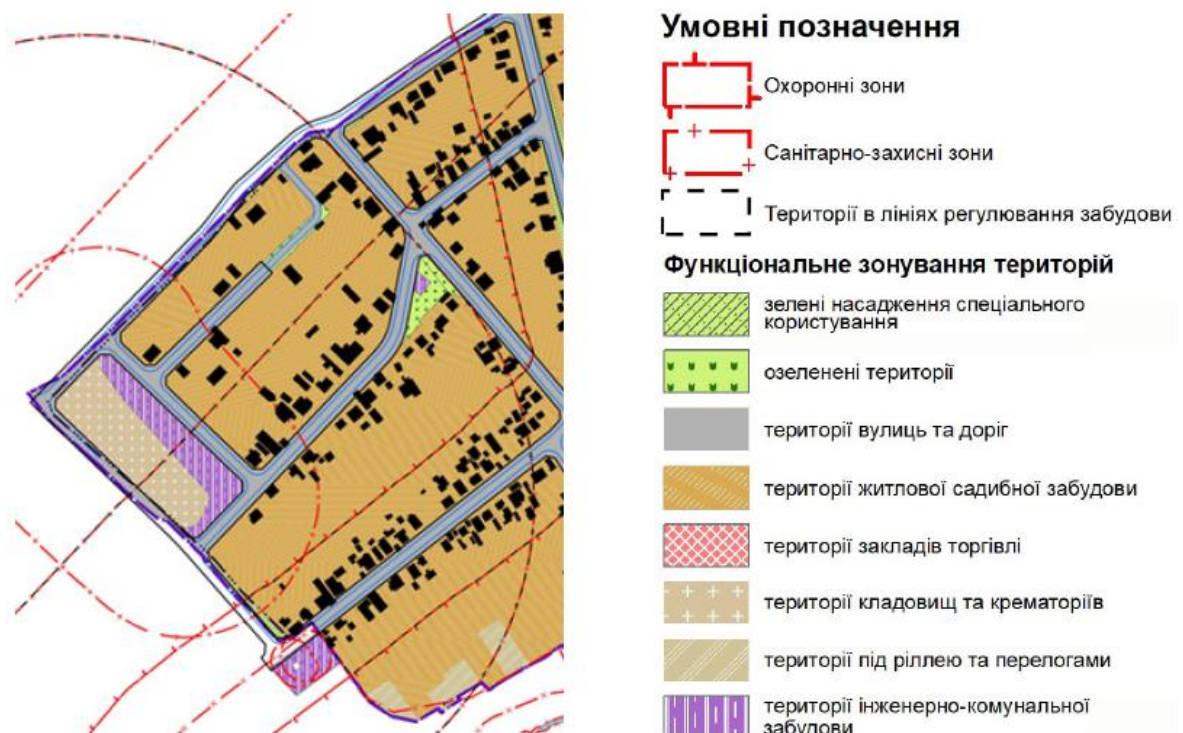 Умовні позначення
Охоронні зони
Санітарно-захисні зони
Території в лініях регулювання забудови
Функціональне зонування територій
зелені насадження спеціального
користування
озеленені території
території вулиць та доріг
території житлової садибної забудови
території закладів торгівлі
території кладовищ та крематоріїв
території під ріллею та перелогами
території інженерно-комунальної
забудови